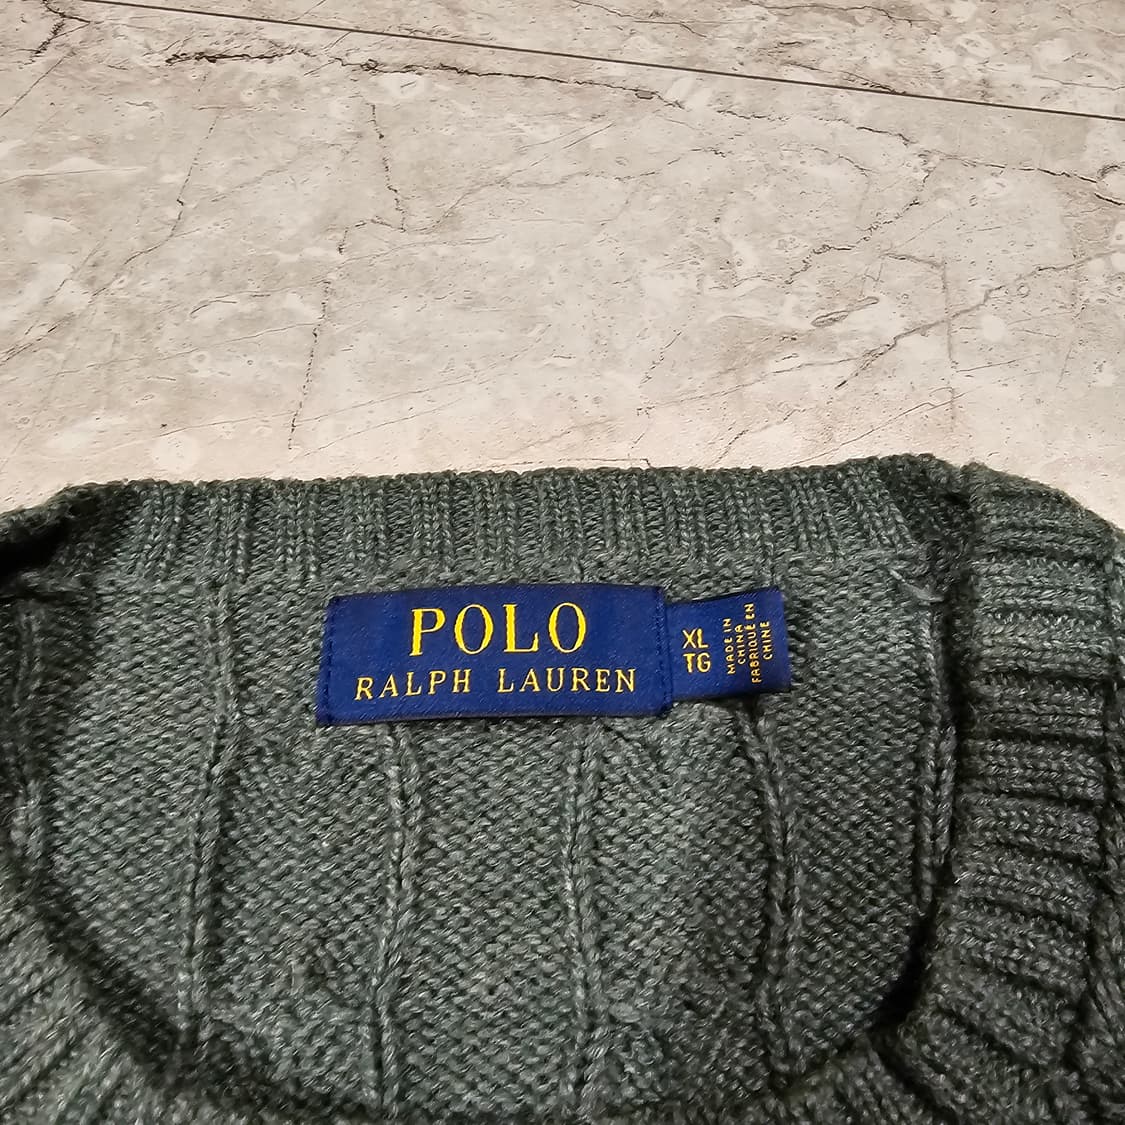 POLO
RALPH LAUREN
XL
TG
MADE IN
CHINA
FABRIQUÉ EN
CHINE